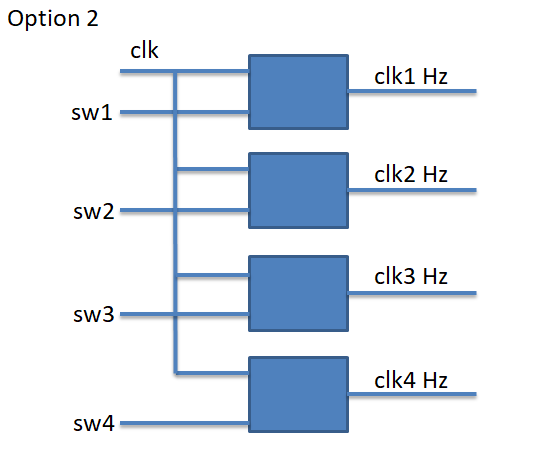 Option 2
clk
clk1 Hz
sw1
clk2 Hz
sw2
clk3 Hz
sw3
clk4 Hz
sw4